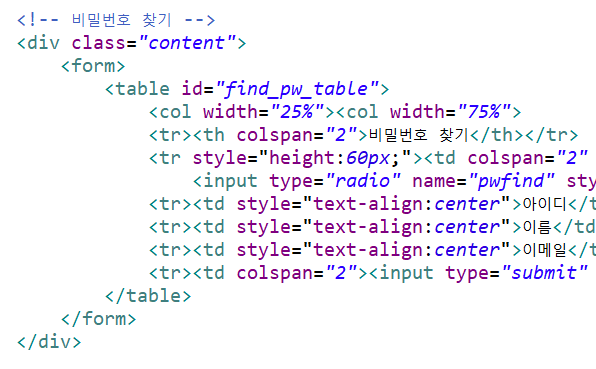 <!-- 비밀번호 찾기 -->
<div class="content">
<form>
<table id="find_pw_table">
<col width="25%"><col width="75%">
<tr><th colspan="2">비밀번호 찾기</th></tr>
<tr style="height:60px;"><td colspan="2"
<input type="radio" name="pwfind" sty
<tr><td style="text-align:center">아이디</t
<tr><td style="text-align:center">이름</td
<tr><td style="text-align:center">이메일</t
<tr><td colspan="2"><input type="submit"
</table>
</form>
</div>